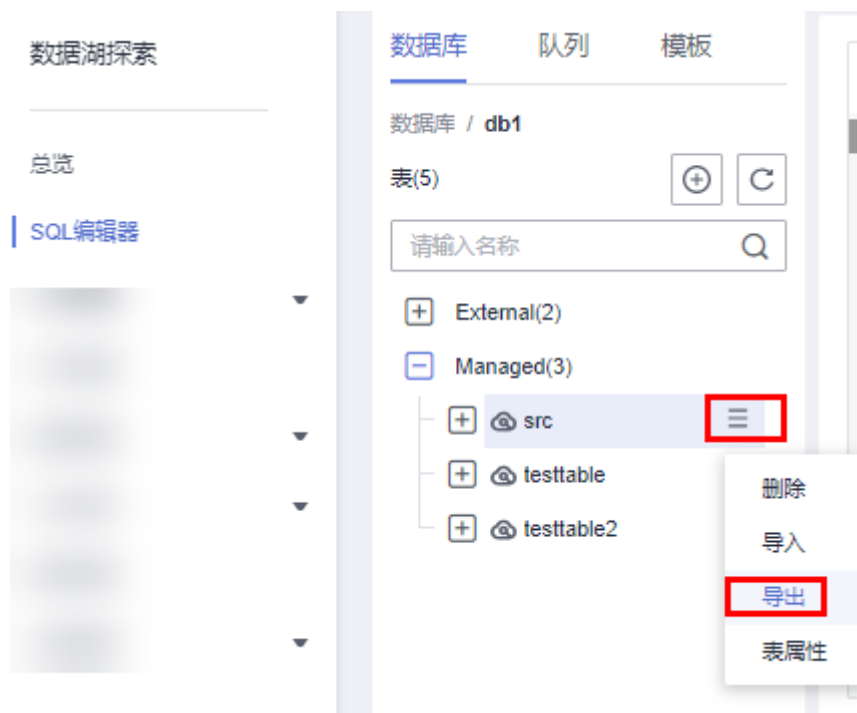 数据湖探索
总览
SQL编辑器
数据库 队列 模板
数据库 / db1
表(5)
请输入名称
External(2)
Managed(3)
src
testtable
testtable2
删除
导入
导出
表属性